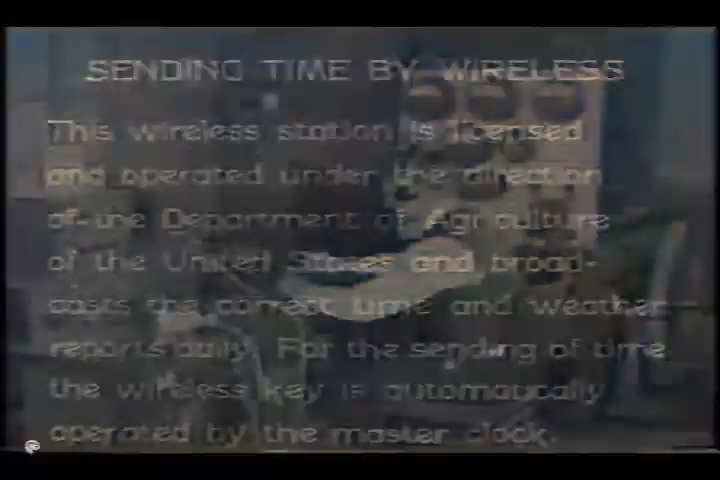 SENDING TIME BY WIRELESS
This wireless station is licensed
and operated under the direction
of the Department of Agriculture
of the United States and broad-
casts the correct time and weather
reports daily. For the sending of time
the wireless key is automatically
operated by the master clock.